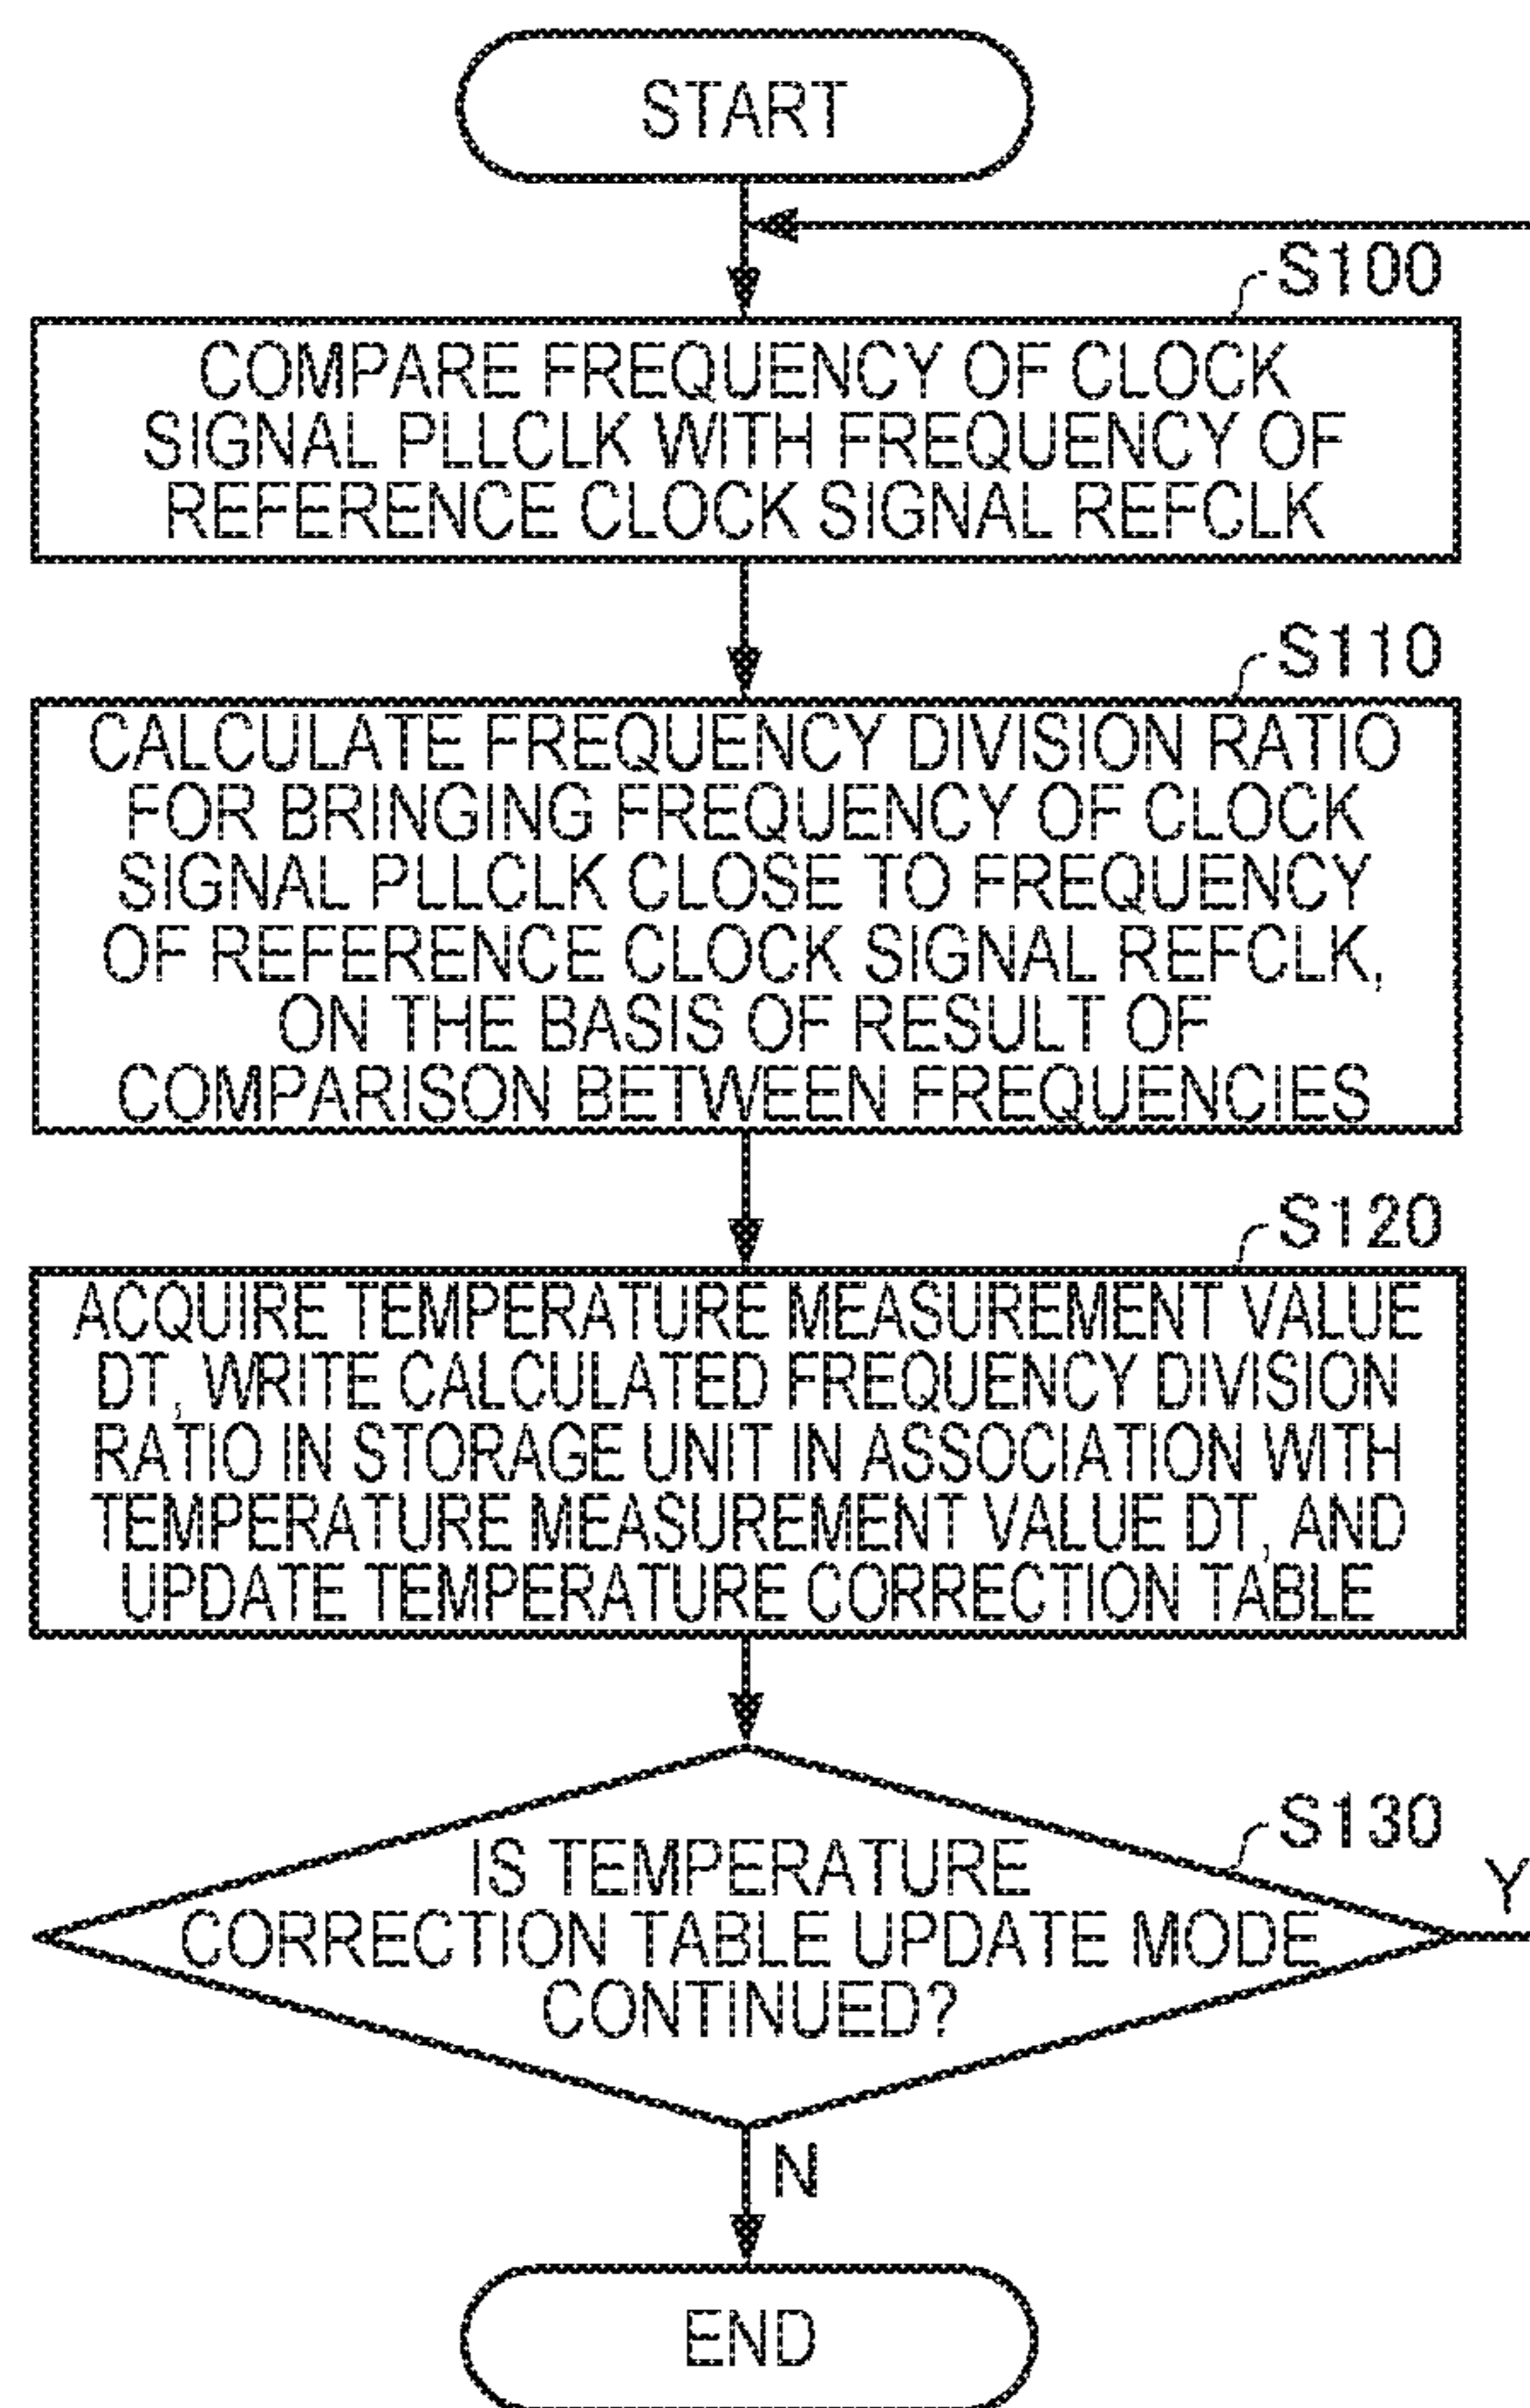 START
S100
COMPARE FREQUENCY OF CLOCK
SIGNAL PLLCLK WITH FREQUENCY OF
REFERENCE CLOCK SIGNAL REFCLK
S110
CALCULATE FREQUENCY DIVISION RATIO
FOR BRINGING FREQUENCY OF CLOCK
SIGNAL PLLCLK CLOSE TO FREQUENCY
OF REFERENCE CLOCK SIGNAL REFCLK,
ON THE BASIS OF RESULT OF
COMPARISON BETWEEN FREQUENCIES
S120
ACQUIRE TEMPERATURE MEASUREMENT VALUE
DT, WRITE CALCULATED FREQUENCY DIVISION
RATIO IN STORAGE UNIT IN ASSOCIATION WITH
TEMPERATURE MEASUREMENT VALUE DT, AND
UPDATE TEMPERATURE CORRECTION TABLE
S130
IS TEMPERATURE
CORRECTION TABLE UPDATE MODE
CONTINUED?
Y
N
END